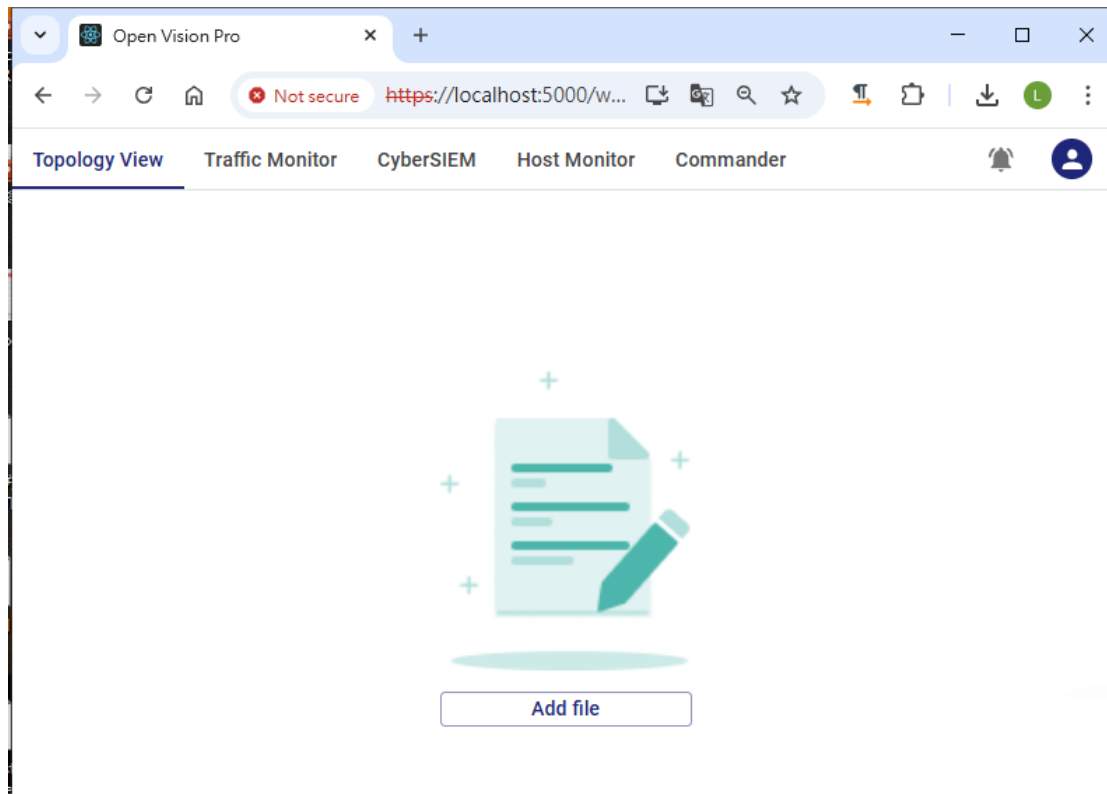 Open Vision Pro
Not secure https://localhost:5000/w...
L
Topology View Traffic Monitor CyberSIEM Host Monitor Commander
Add file